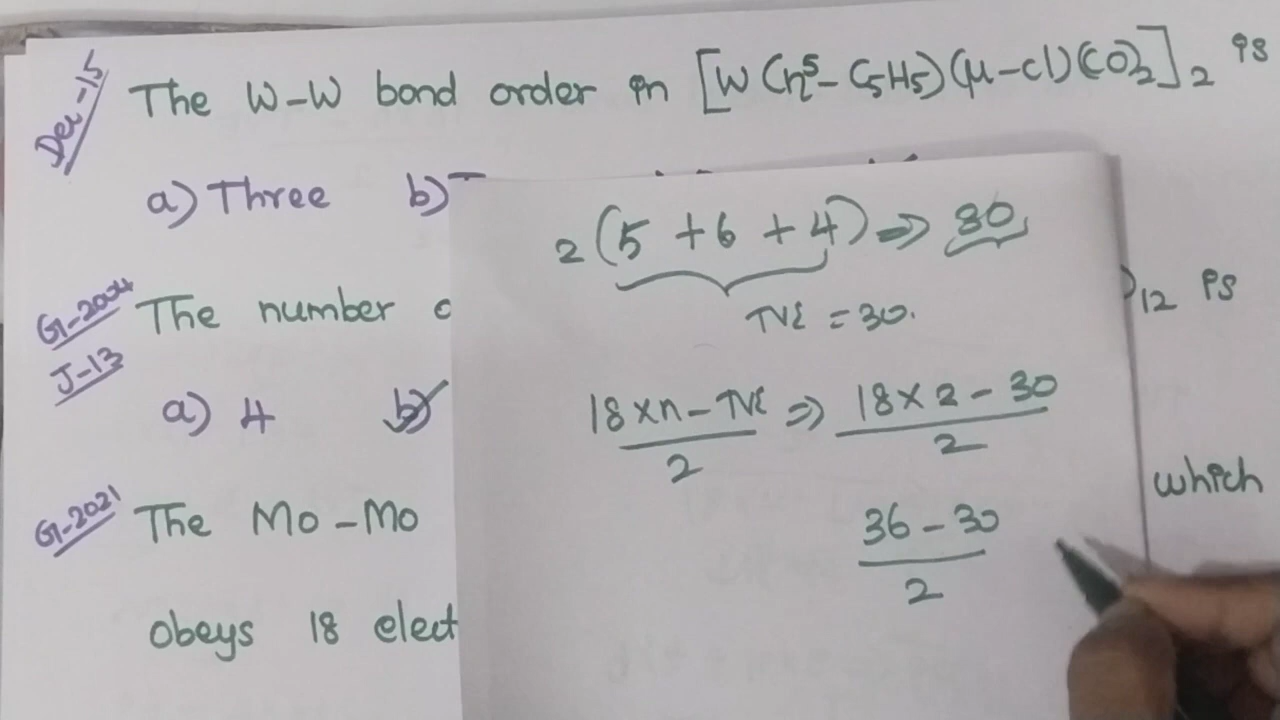 Dec-15
The W-W bond order in [W(η⁵-C₅H₅)(μ-cl)(CO)₂]₂ is
a) Three b)
2(5+6+4) ⇒ 30
TVE = 30.
G-2004
J-13
The number
12 is
18×n-TVE/2 ⇒ 18×2-30/2
a) 4 b)
36-30/2
G-2021
The Mo-Mo
which
obeys 18 elect